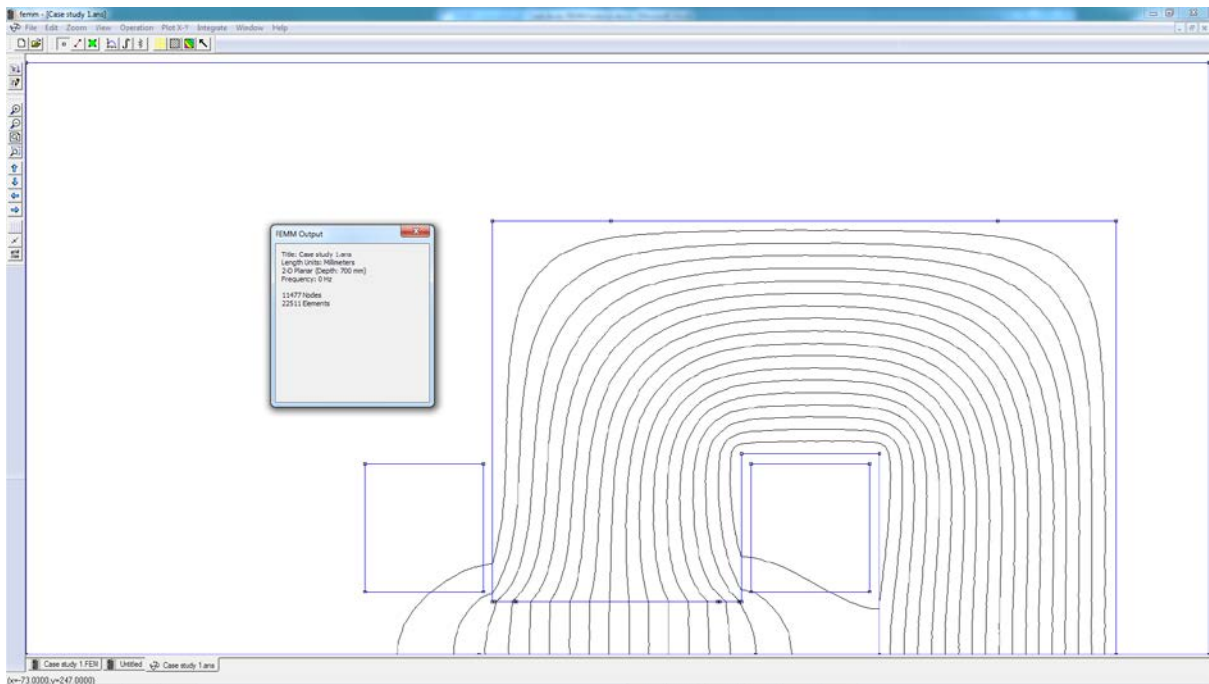 femm - [Case study 1.ans]
File Edit Zoom View Operation Plot X-Y Integrate Window Help
FEMM Output
Title: Case study 1.ans
Length Units: Millimeters
2-D Planar (Depth: 700 mm)
Frequency: 0 Hz
11477 Nodes
22511 Elements
Case study 1.FEM Untitled Case study 1.ans
(x=-73.0300,y=247.0000)